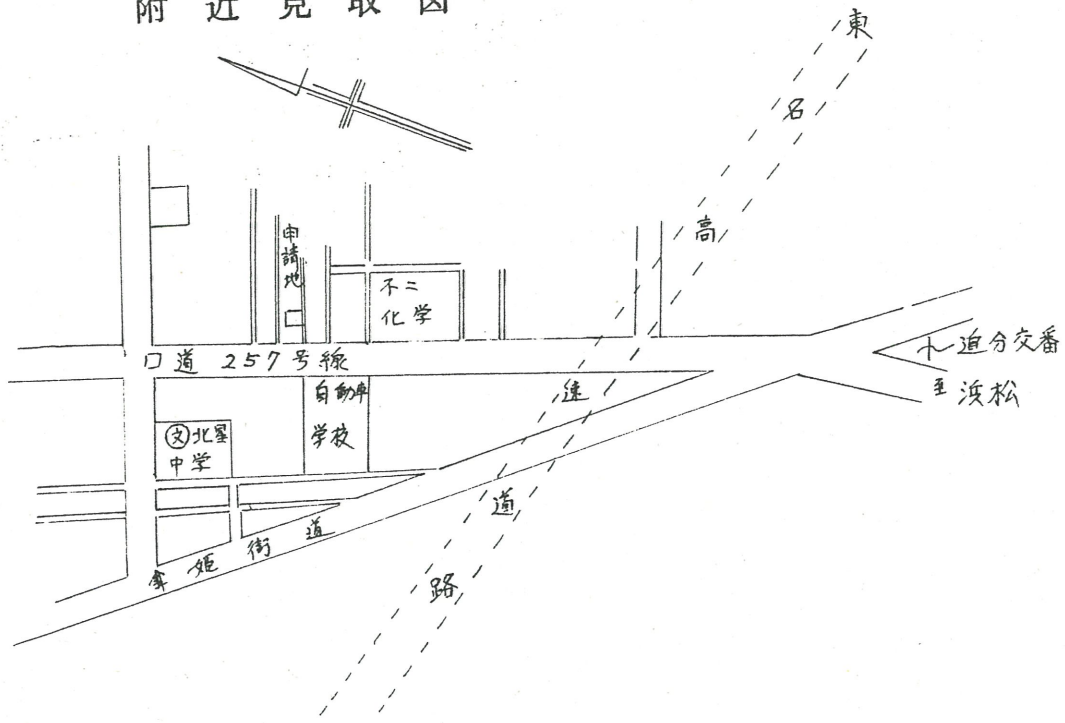 附近見取図
東名高速道路
申請地
不二
化学
口道257号線
追分交番
至浜松
自動車
学校
文北星
中学
姫街道